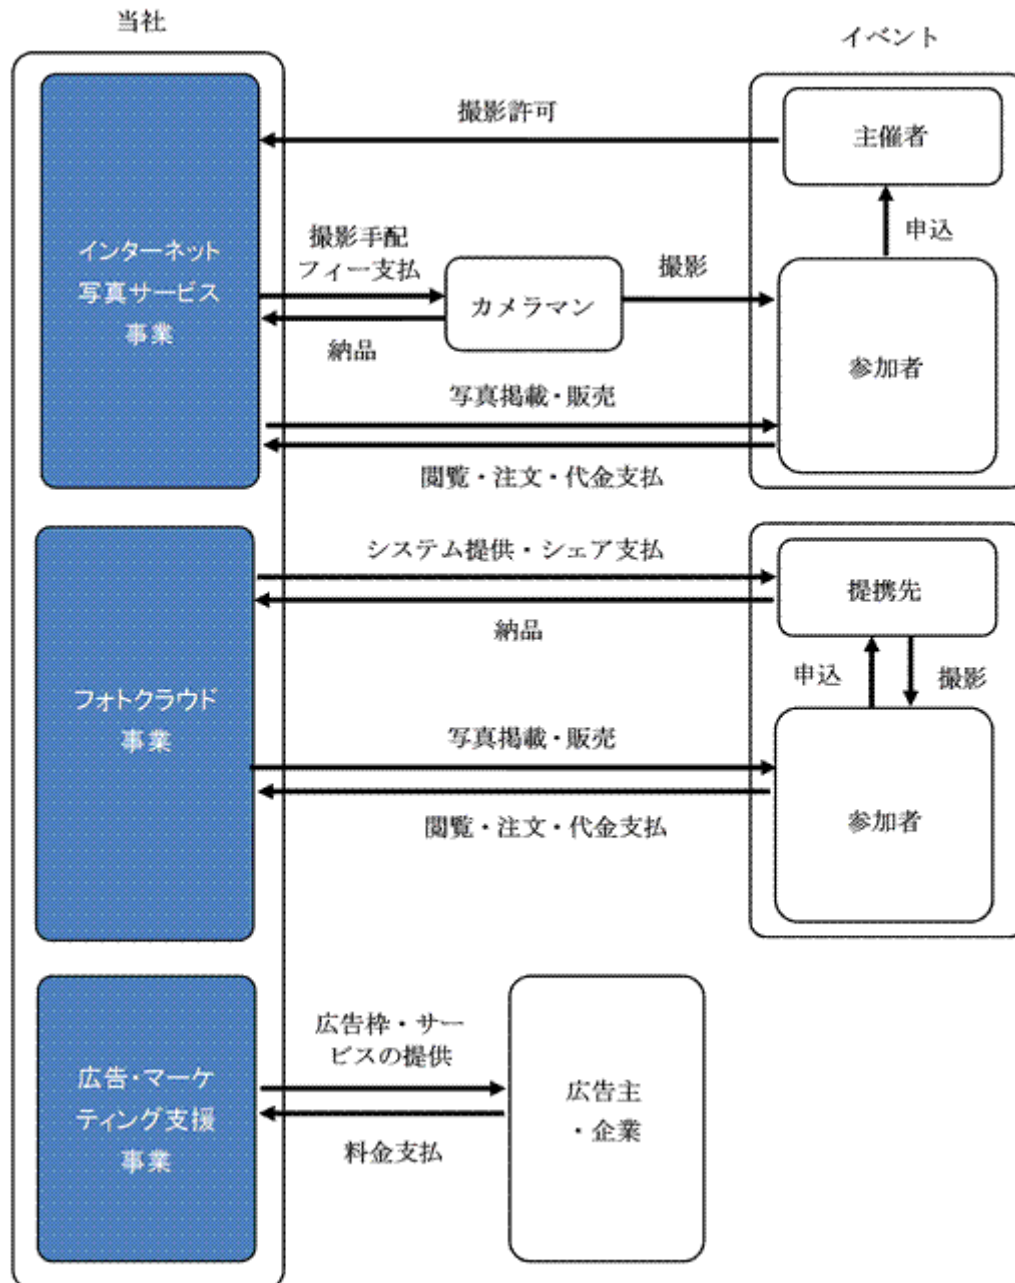 当社
イベント
撮影許可
主催者
申込
インターネット
写真サービス
事業
撮影手配
フィー支払
カメラマン
撮影
納品
参加者
写真掲載・販売
閲覧・注文・代金支払
システム提供・シェア支払
提携先
納品
申込
撮影
フォトクラウド
事業
写真掲載・販売
閲覧・注文・代金支払
参加者
広告・マーケ
ティング支援
事業
広告枠・サー
ビスの提供
料金支払
広告主
・企業